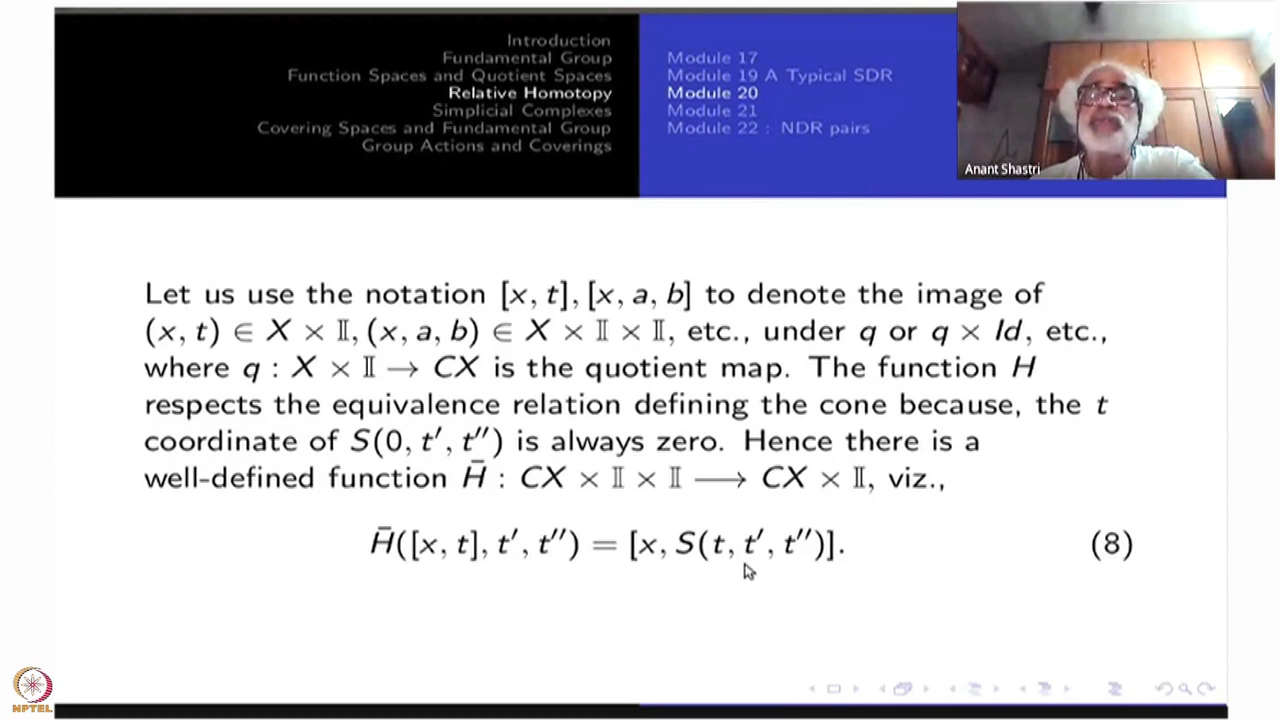 Introduction
Fundamental Group
Function Spaces and Quotient Spaces
Relative Homotopy
Simplicial Complexes
Covering Spaces and Fundamental Group
Group Actions and Coverings
Module 17
Module 19 A Typical SDR
Module 20
Module 21
Module 22 : NDR pairs
Anant Shastri
Let us use the notation [x, t], [x, a, b] to denote the image of
(x, t) ∈ X × 𝕀, (x, a, b) ∈ X × 𝕀 × 𝕀, etc., under q or q × Id, etc.,
where q : X × 𝕀 → CX is the quotient map. The function H
respects the equivalence relation defining the cone because, the t
coordinate of S(0, t′, t″) is always zero. Hence there is a
well-defined function H̄ : CX × 𝕀 × 𝕀 ⟶ CX × 𝕀, viz.,
H̄([x, t], t′, t″) = [x, S(t, t′, t″)]. (8)
NPTEL